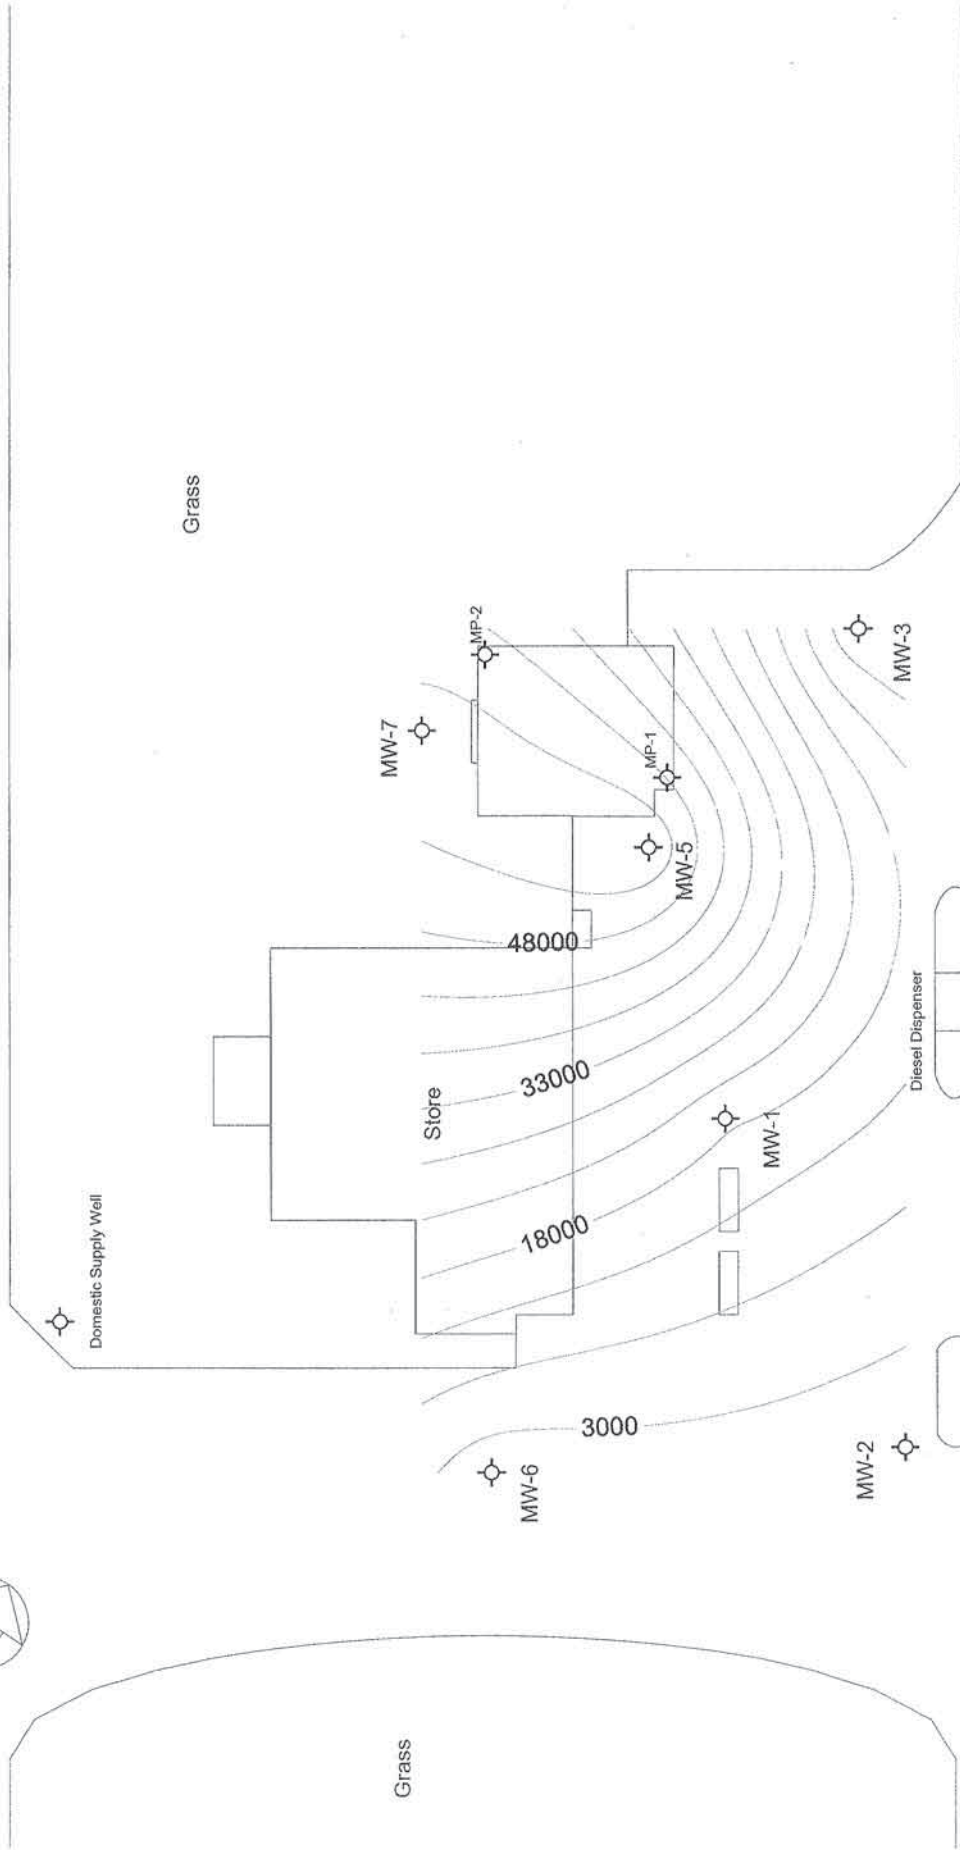 Grass
MP-2
MW-7
MW-3
MP-1
MW-5
48000
Diesel Dispenser
33000
Store
MW-1
18000
Domestic Supply Well
3000
MW-6
MW-2
Grass